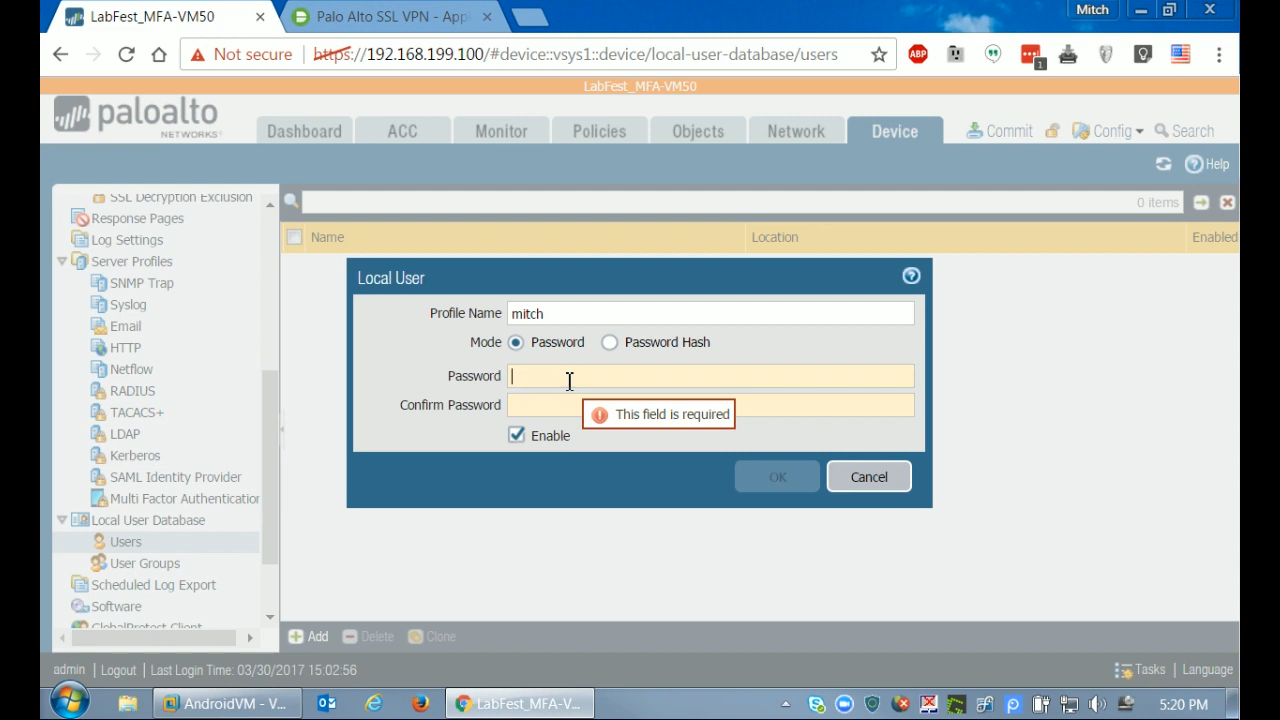 LabFest_MFA-VM50
Palo Alto SSL VPN - Appl
Mitch
Not secure
https://192.168.199.100/#device::vsys1::device/local-user-database/users
ABP
1
LabFest_MFA-VM50
paloalto
NETWORKS
Dashboard
ACC
Monitor
Policies
Objects
Network
Device
Commit
Config
Search
Help
SSL Decryption Exclusion
Response Pages
Log Settings
Server Profiles
SNMP Trap
Syslog
Email
HTTP
Netflow
RADIUS
TACACS+
LDAP
Kerberos
SAML Identity Provider
Multi Factor Authentication
Local User Database
Users
User Groups
Scheduled Log Export
Software
GlobalProtect Client
0 items
Name
Location
Enabled
Local User
Profile Name
mitch
Mode
Password
Password Hash
Password
Confirm Password
This field is required
Enable
OK
Cancel
Add
Delete
Clone
admin | Logout | Last Login Time: 03/30/2017 15:02:56
Tasks | Language
AndroidVM - V...
LabFest_MFA-V...
5:20 PM